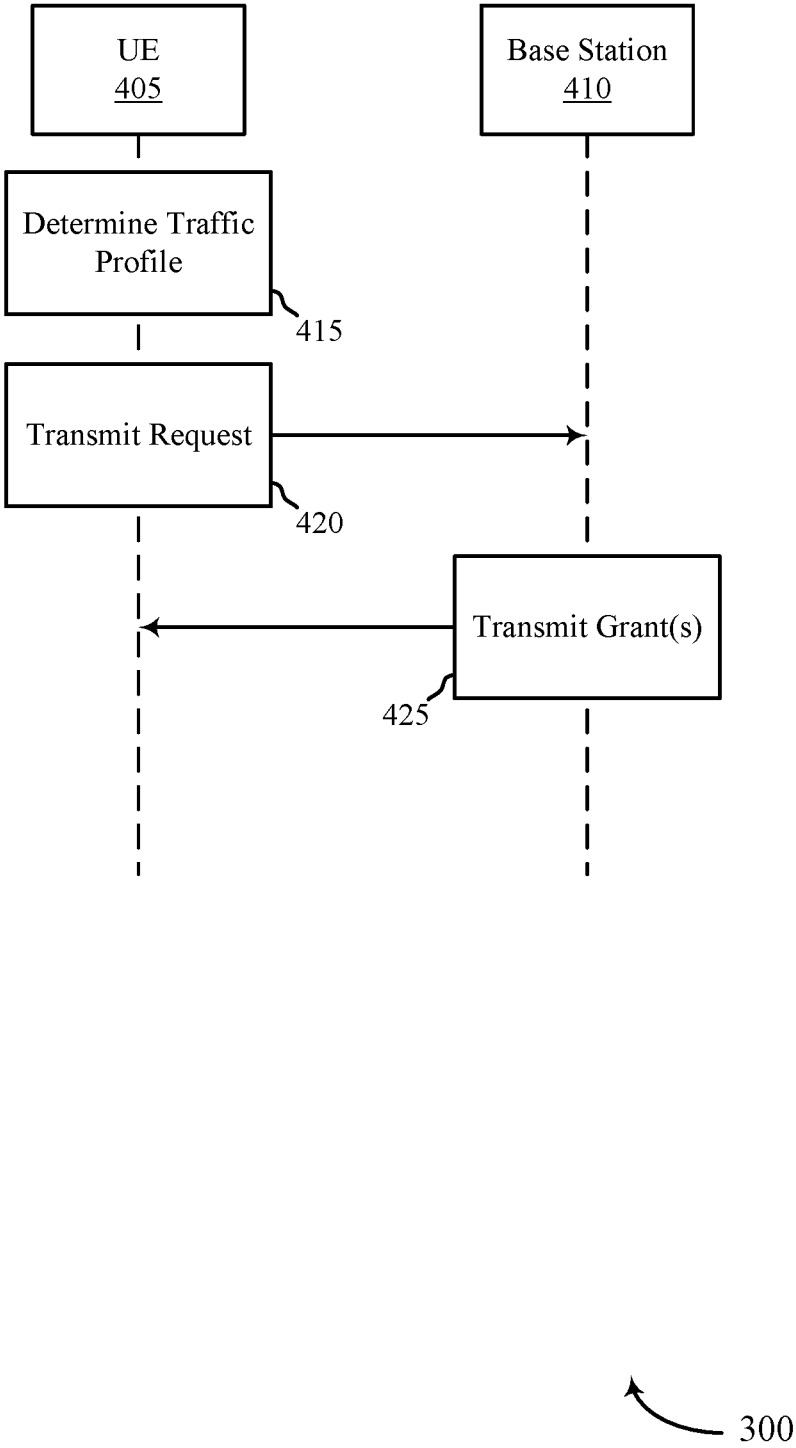 UE
405
Base Station
410
Determine Traffic
Profile
415
Transmit Request
420
Transmit Grant(s)
425
300